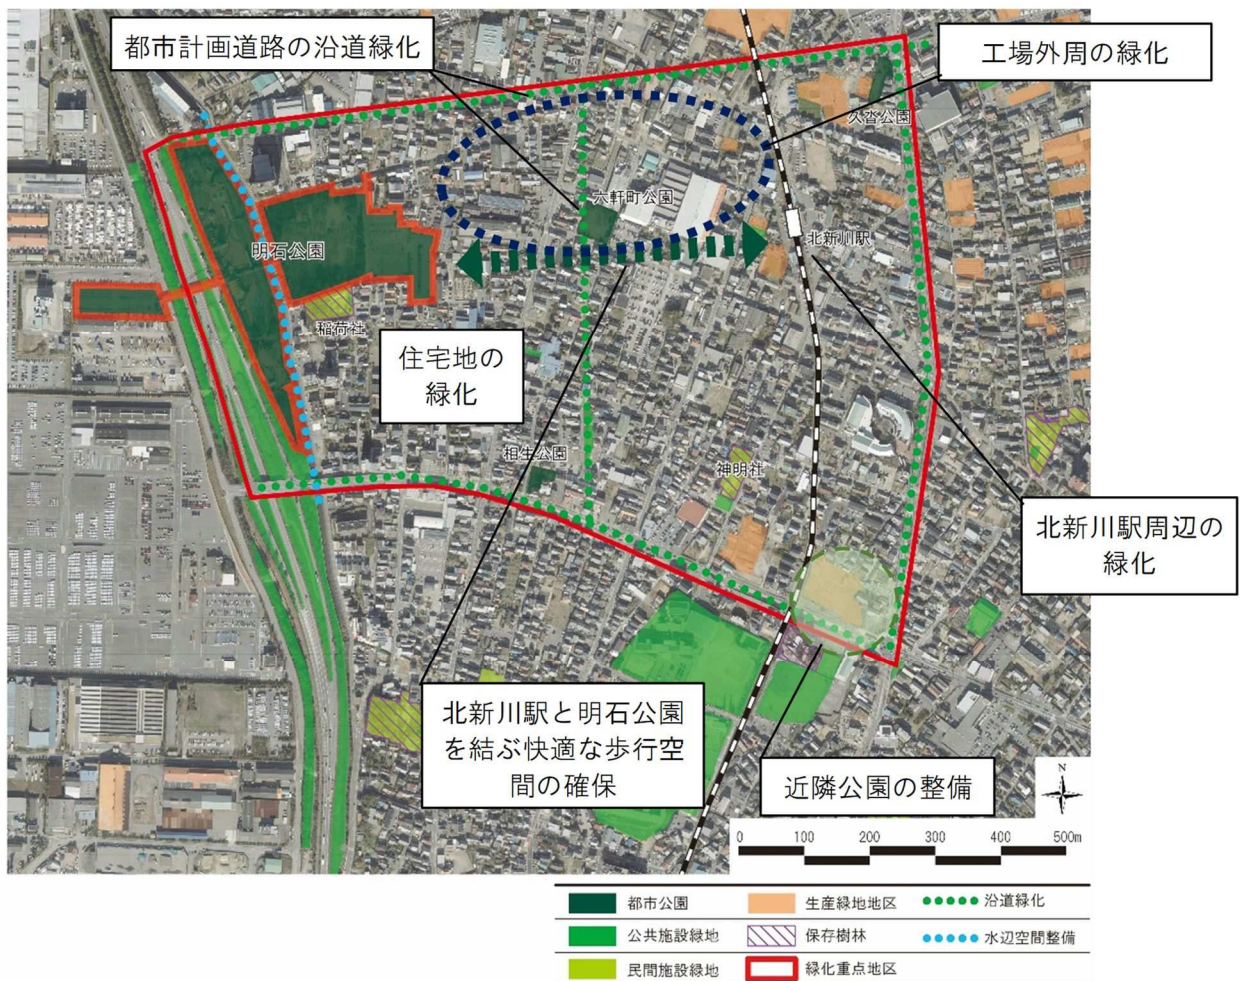 都市計画道路の沿道緑化
工場外周の緑化
久沓公園
六軒町公園
北新川駅
明石公園
稲荷社
住宅地の
緑化
相生公園
神明社
北新川駅周辺の
緑化
北新川駅と明石公園
を結ぶ快適な歩行空
間の確保
近隣公園の整備
N
0 100 200 300 400 500m
都市公園 生産緑地地区 沿道緑化
公共施設緑地 保存樹林 水辺空間整備
民間施設緑地 緑化重点地区